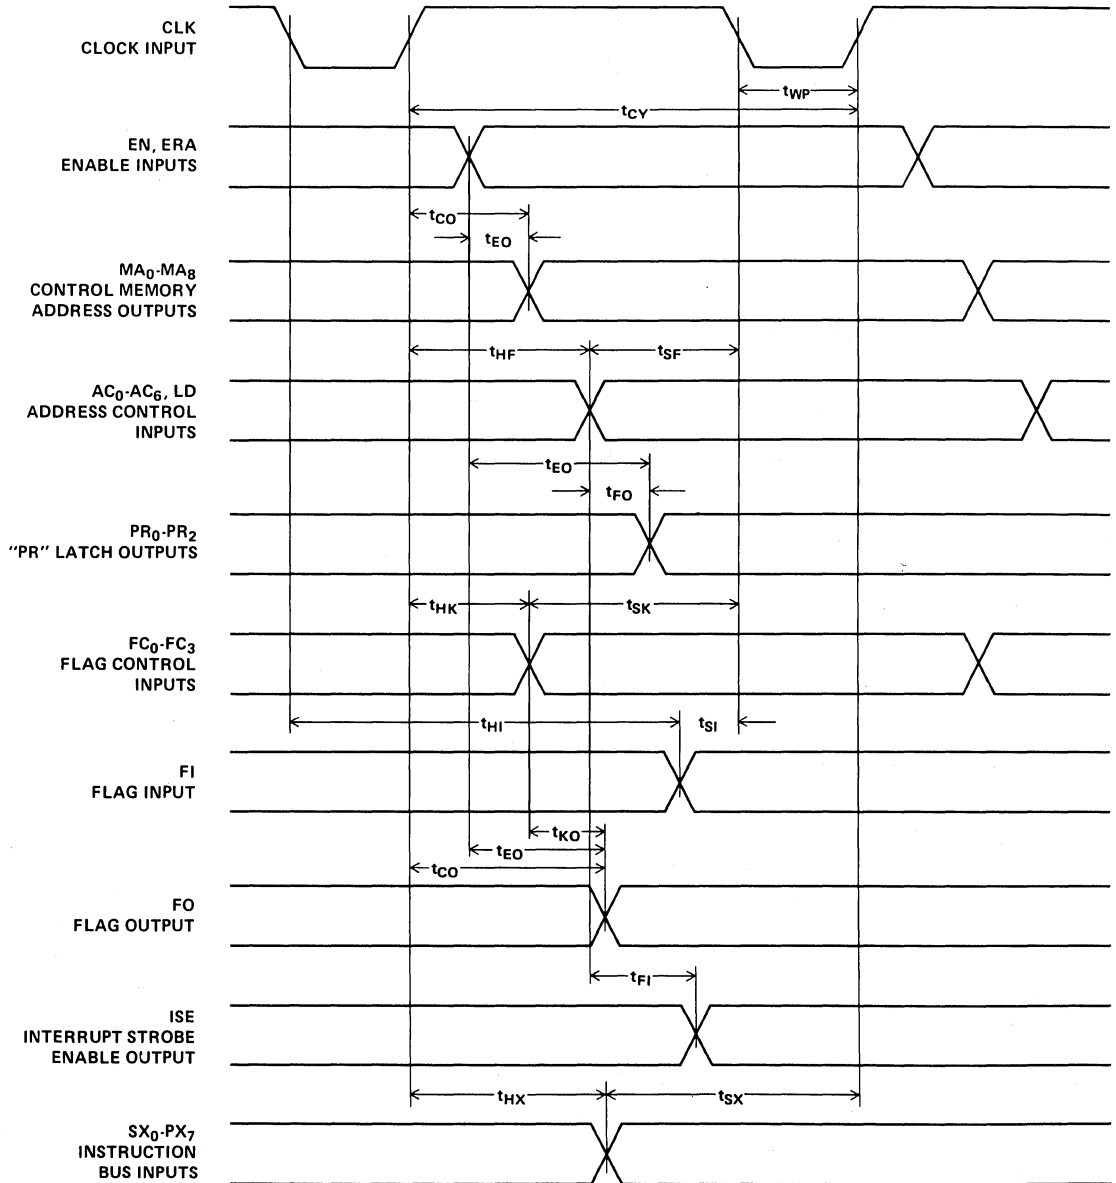 CLK
CLOCK INPUT
tWP
tCY
EN, ERA
ENABLE INPUTS
tCO
tEO
MA0-MA8
CONTROL MEMORY
ADDRESS OUTPUTS
tHF
tSF
AC0-AC6, LD
ADDRESS CONTROL
INPUTS
tEO
tFO
PR0-PR2
"PR" LATCH OUTPUTS
tHK
tSK
FC0-FC3
FLAG CONTROL
INPUTS
tHI
tSI
FI
FLAG INPUT
tKO
tEO
tCO
FO
FLAG OUTPUT
tFI
ISE
INTERRUPT STROBE
ENABLE OUTPUT
tHX
tSX
SX0-PX7
INSTRUCTION
BUS INPUTS